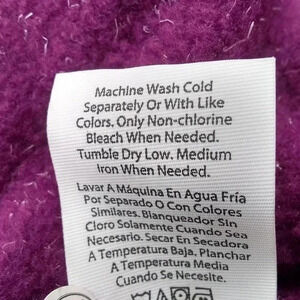 Machine Wash Cold
Separately Or With Like
Colors. Only Non-chlorine
Bleach When Needed.
Tumble Dry Low. Medium
Iron When Needed.
Lavar A Máquina En Agua Fría
Por Separado O Con Colores
Similares. Blanqueador Sin
Cloro Solamente Cuando Sea
Necesario. Secar En Secadora
A Temperatura Baja. Planchar
A Temperatura Media
Cuando Se Necesite.